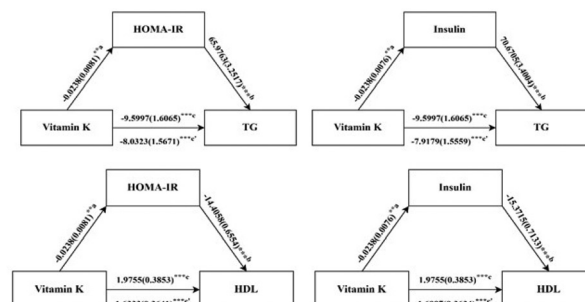 HOMA-IR
-0.0238(0.0081)**a
65.9763(3.2517)***b
Vitamin K
-9.5997(1.6065)***c
-8.0323(1.5671)***c'
TG
Insulin
-0.0238(0.0076)**a
70.6705(3.4004)***b
Vitamin K
-9.5997(1.6065)***c
-7.9179(1.5559)***c'
TG
HOMA-IR
-0.0238(0.0081)**a
-14.4058(0.6554)***b
Vitamin K
1.9755(0.3853)***c
HDL
Insulin
-0.0238(0.0076)**a
-15.3715(0.7133)***b
Vitamin K
1.9755(0.3853)***c
HDL